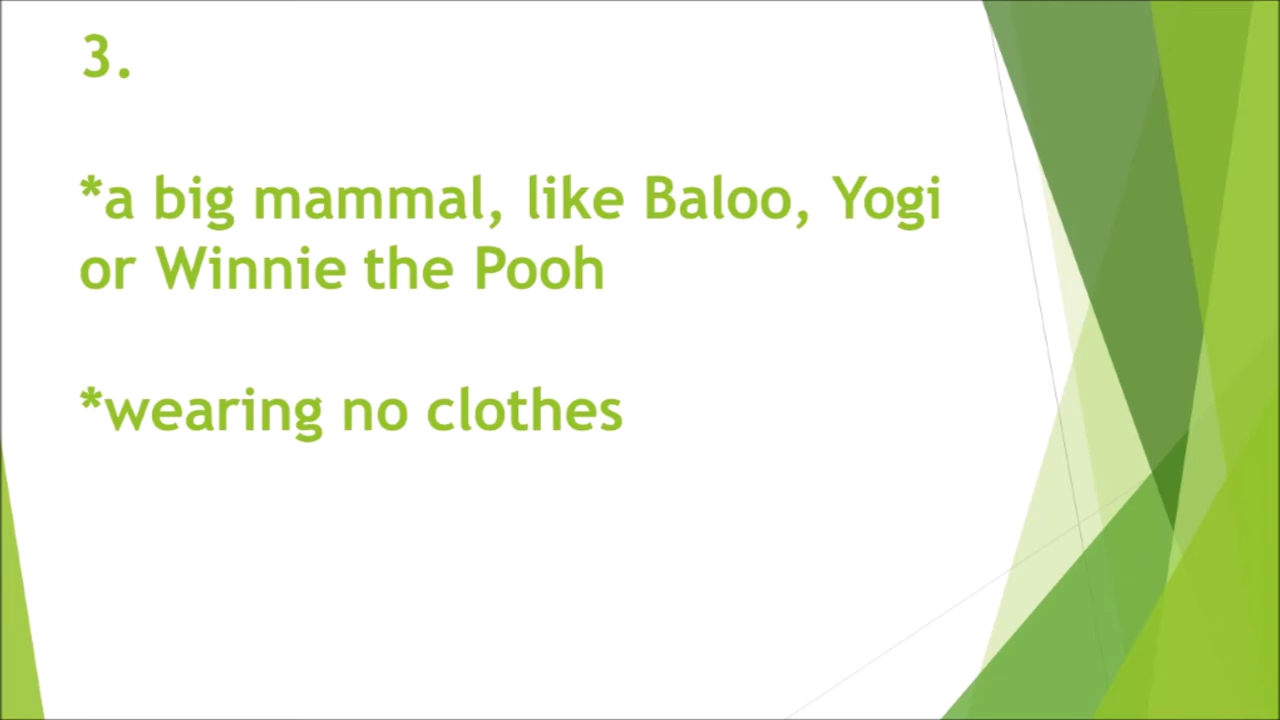 3.
*a big mammal, like Baloo, Yogi
or Winnie the Pooh
*wearing no clothes